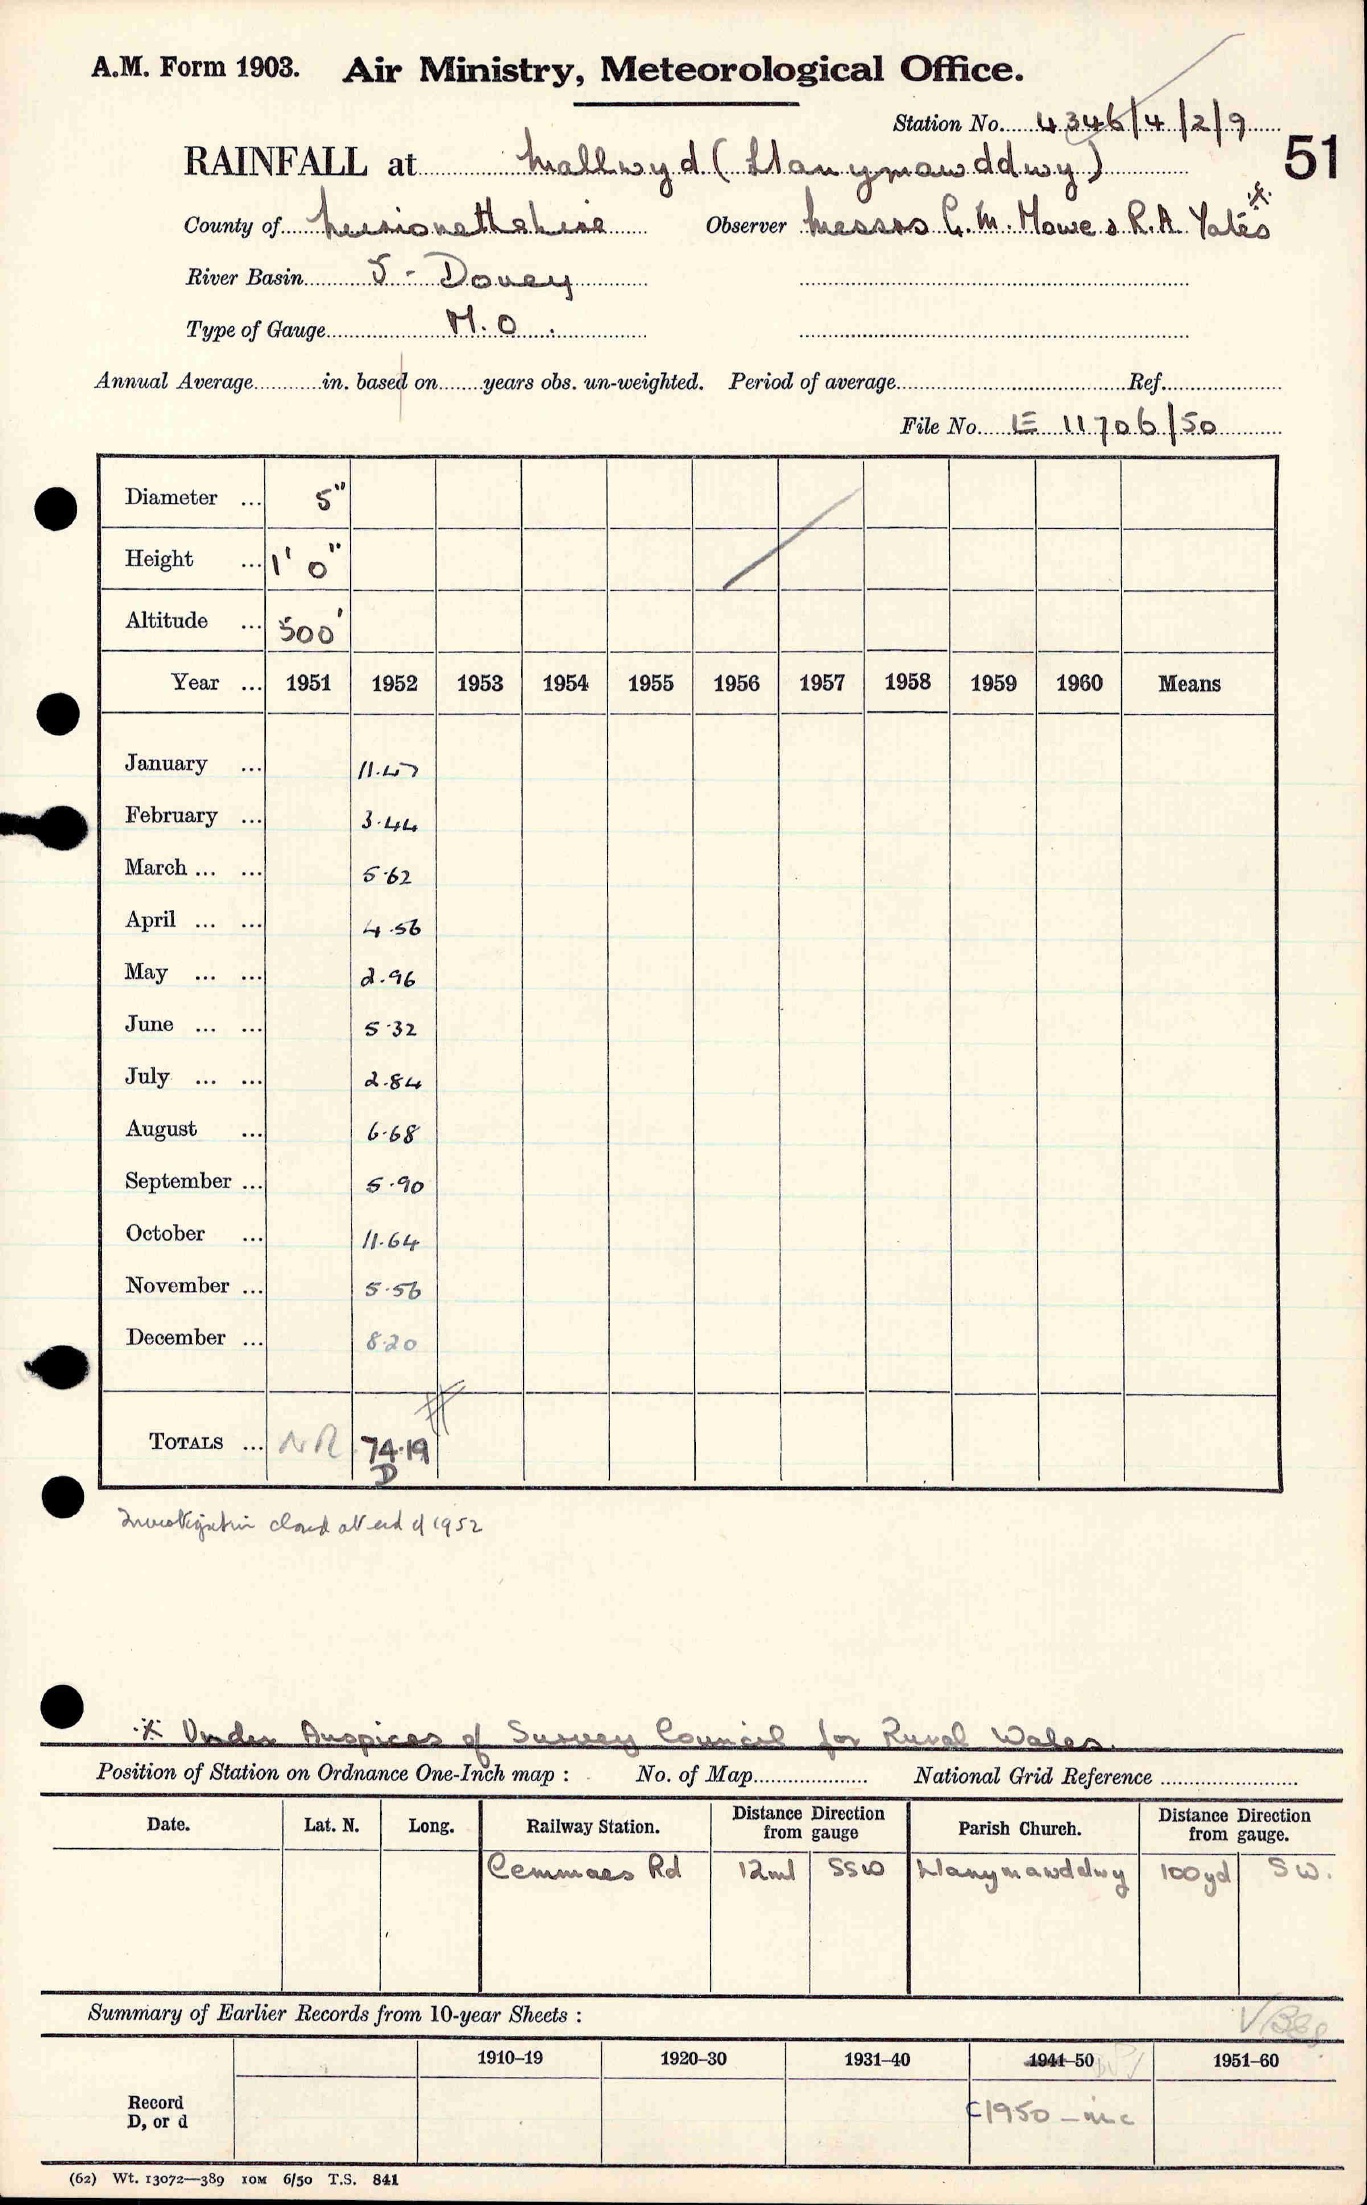 A.M. Form 1903. Air Ministry, Meteorological Office.
Station No. 4346/4/2/9
51
RAINFALL at Mallwyd (Llanymawddwy)
County of Merionethshire Observer Messrs G.M. Howe & R.A. Yates *
River Basin 5 - Dovey
Type of Gauge M.O.
Annual Average in. based on years obs. un-weighted. Period of average Ref.
File No. E 11706/50
Diameter ... 5"
Height ... 1' 0"
Altitude ... 500'
Year ... 1951 1952 1953 1954 1955 1956 1957 1958 1959 1960 Means
January ... 11.47
February ... 3.44
March ... ... 5.62
April ... ... 4.56
May ... ... 2.96
June ... ... 5.32
July ... ... 2.84
August ... 6.68
September ... 5.90
October ... 11.64
November ... 5.56
December ... 8.20
TOTALS ... NR 74.19
D
Investigation closed at end of 1952
* Under Auspices of Survey Council for Rural Wales.
Position of Station on Ordnance One-Inch map : No. of Map National Grid Reference
Date. Lat. N. Long. Railway Station. Distance Direction from gauge Parish Church. Distance Direction from gauge.
Cemmaes Rd 12ml SSW Llanymawddwy 100yd SW.
Summary of Earlier Records from 10-year Sheets :
1910–19 1920–30 1931–40 1941–50 1951–60
Record
D, or d
C1950 - inc
(62) Wt. 13072—389 10M 6/50 T.S. 841